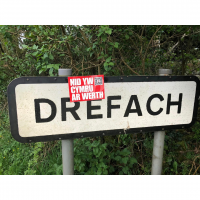 NID YW
CYMRU
AR WERTH
DREFACH